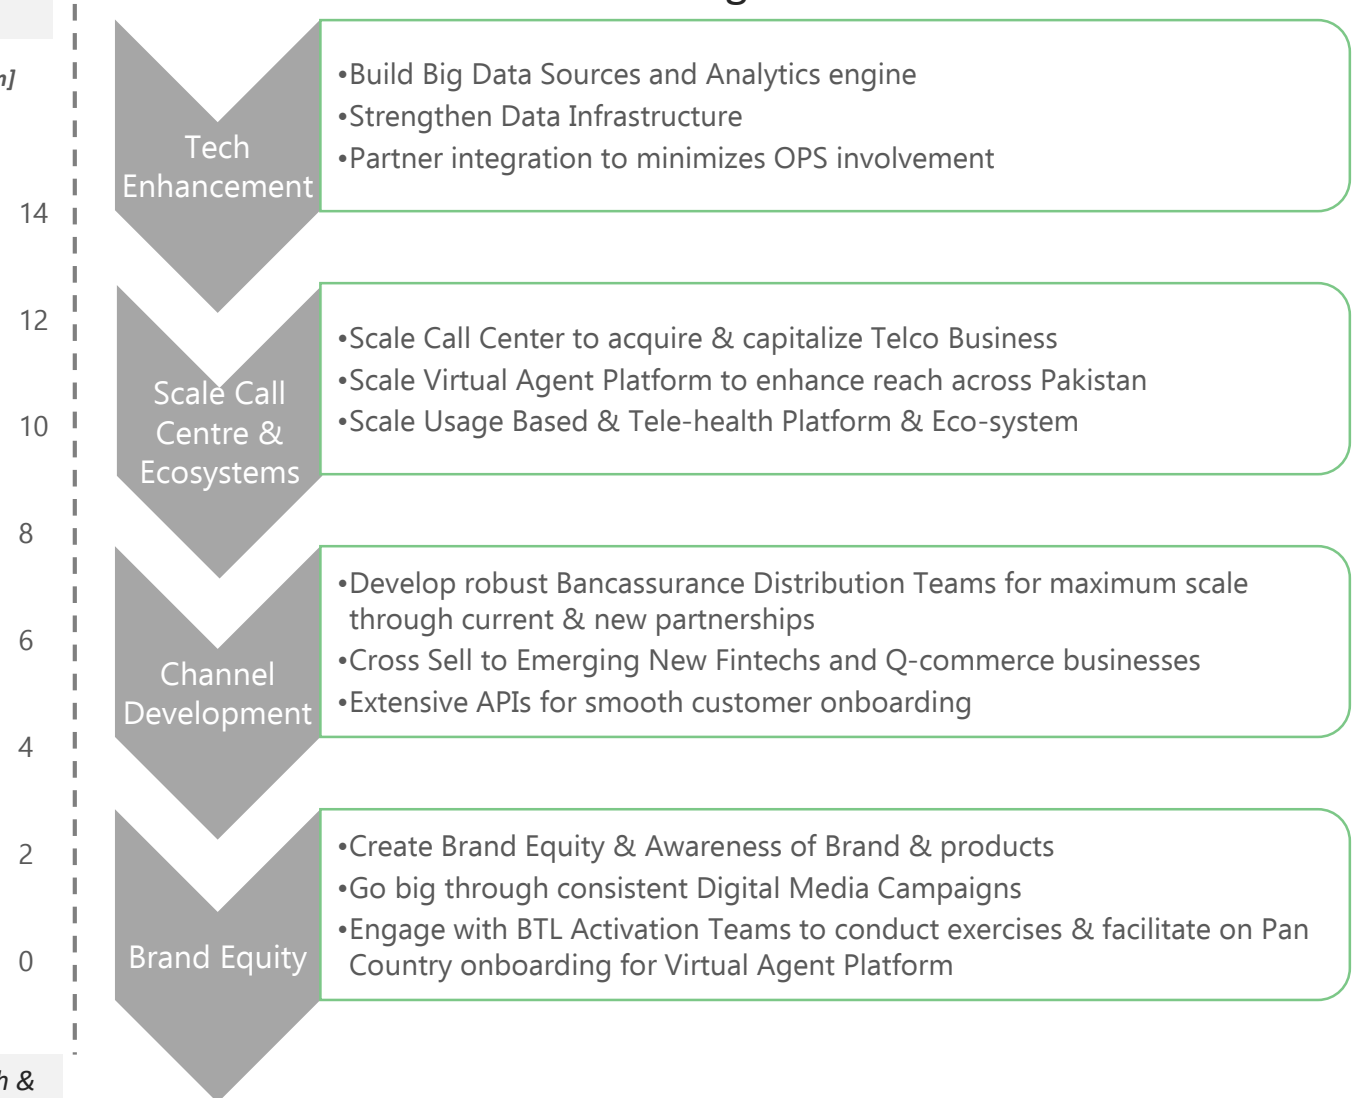 n]
14
12
10
8
6
4
2
0
h &
Tech
Enhancement
•Build Big Data Sources and Analytics engine
•Strengthen Data Infrastructure
•Partner integration to minimizes OPS involvement
Scale Call
Centre &
Ecosystems
•Scale Call Center to acquire & capitalize Telco Business
•Scale Virtual Agent Platform to enhance reach across Pakistan
•Scale Usage Based & Tele-health Platform & Eco-system
Channel
Development
•Develop robust Bancassurance Distribution Teams for maximum scale
through current & new partnerships
•Cross Sell to Emerging New Fintechs and Q-commerce businesses
•Extensive APIs for smooth customer onboarding
Brand Equity
•Create Brand Equity & Awareness of Brand & products
•Go big through consistent Digital Media Campaigns
•Engage with BTL Activation Teams to conduct exercises & facilitate on Pan
Country onboarding for Virtual Agent Platform